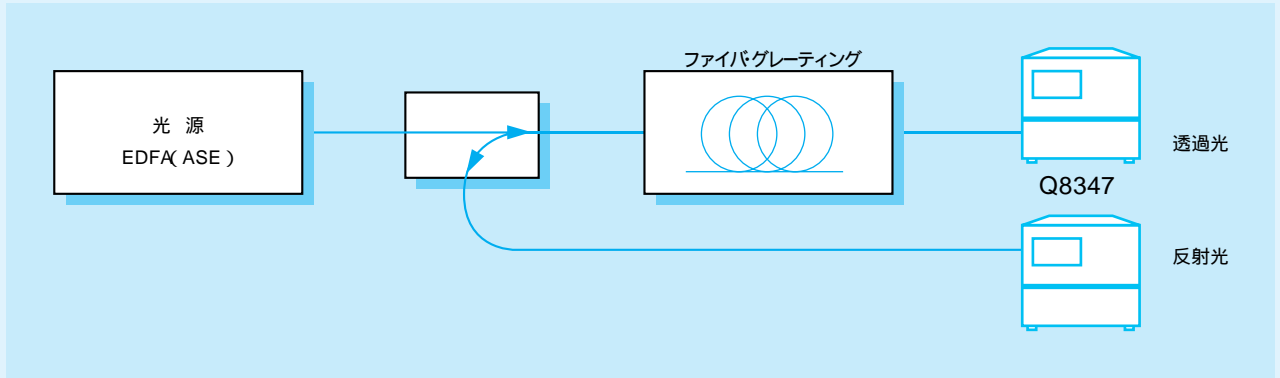 ファイバ・グレーティング
光 源
EDFA(ASE)
透過光
Q8347
反射光